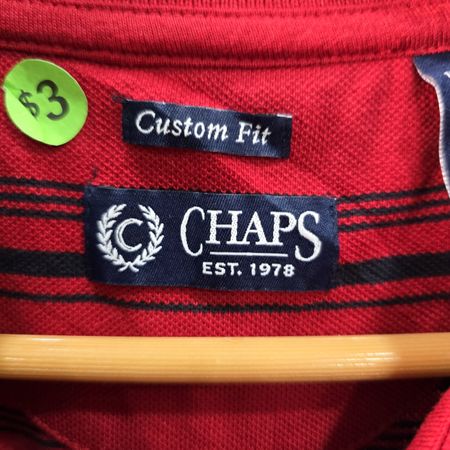 $3
Custom Fit
C CHAPS
EST. 1978